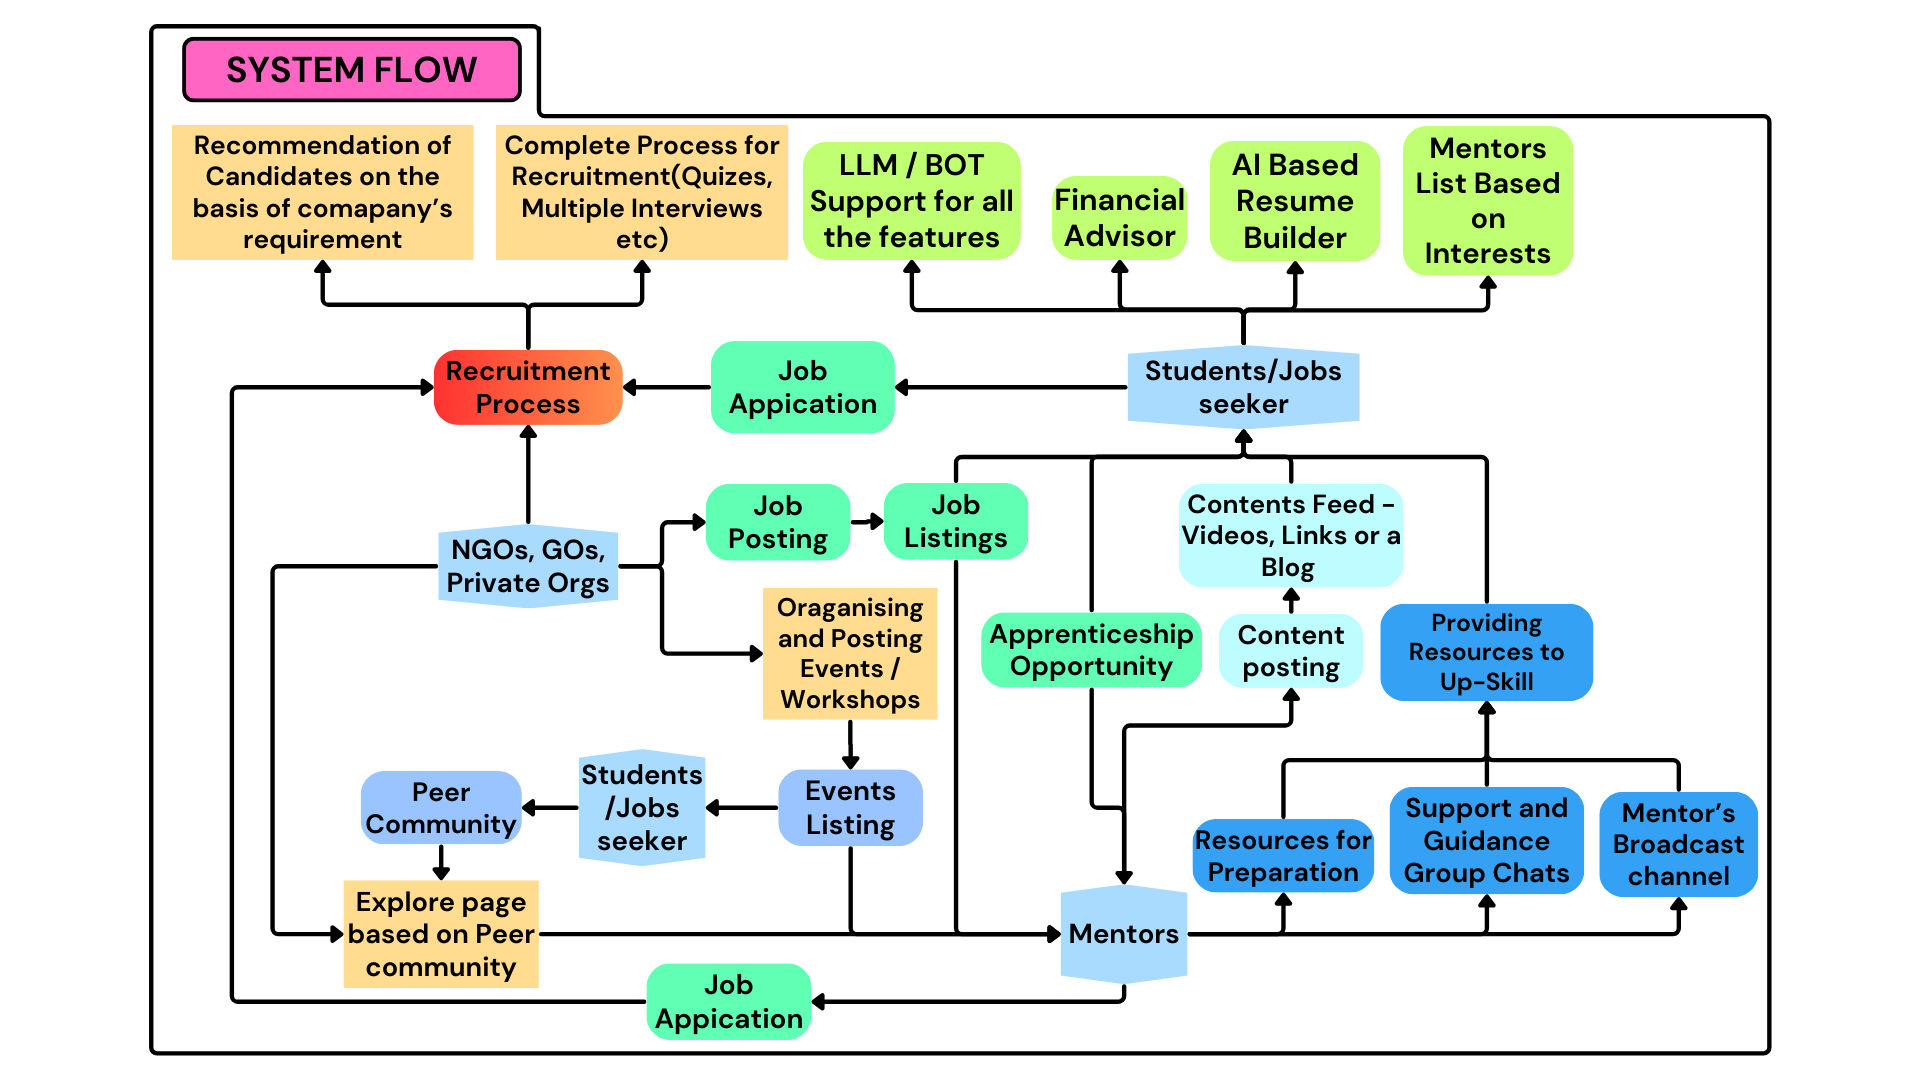 SYSTEM FLOW
Recommendation of
Candidates on the
basis of comapany's
requirement
Complete Process for
Recruitment(Quizes,
Multiple Interviews
etc)
LLM / BOT
Support for all
the features
Financial
Advisor
AI Based
Resume
Builder
Mentors
List Based
on
Interests
Recruitment
Process
Job
Appication
Students/Jobs
seeker
NGOs, GOs,
Private Orgs
Job
Posting
Job
Listings
Contents Feed -
Videos, Links or a
Blog
Oraganising
and Posting
Events /
Workshops
Apprenticeship
Opportunity
Content
posting
Providing
Resources to
Up-Skill
Peer
Community
Students
/Jobs
seeker
Events
Listing
Resources for
Preparation
Support and
Guidance
Group Chats
Mentor's
Broadcast
channel
Explore page
based on Peer
community
Mentors
Job
Appication